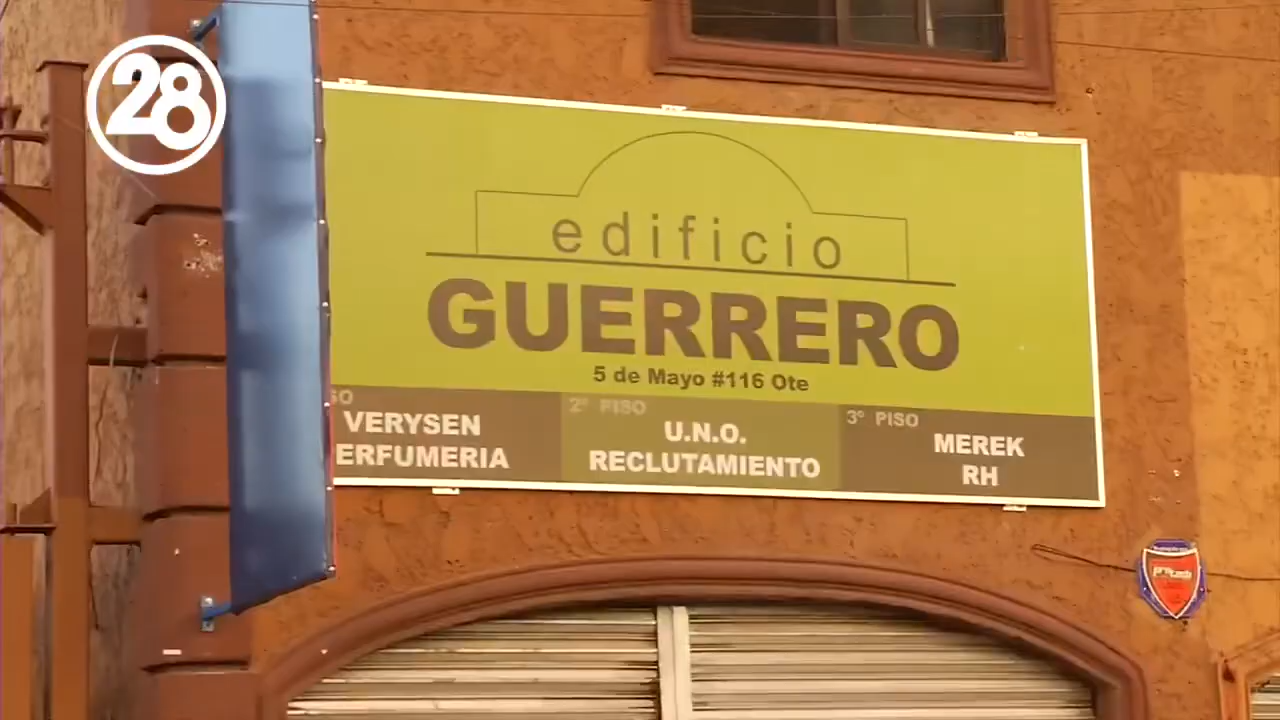 28
edificio
GUERRERO
5 de Mayo #116 Ote
VERYSEN
ERFUMERIA
2º PISO
U.N.O.
RECLUTAMIENTO
3º PISO
MEREK
RH